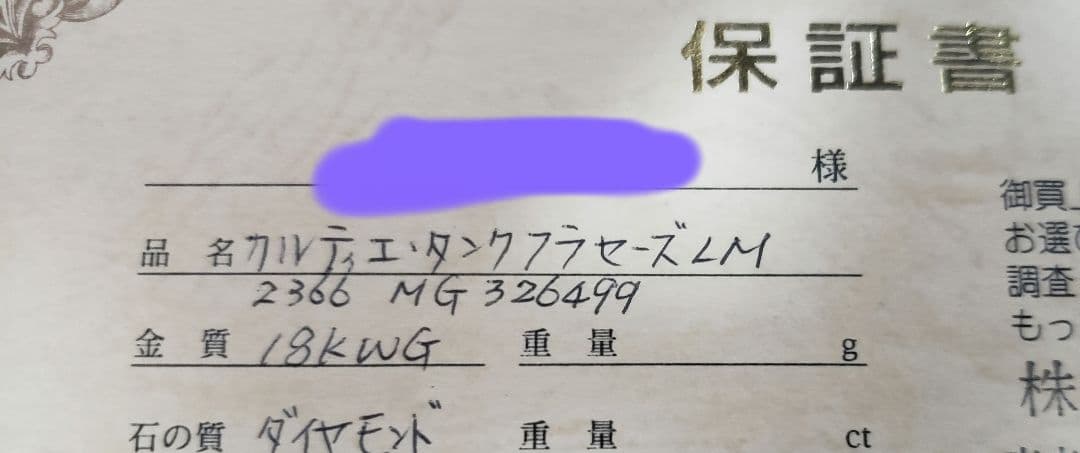 保証書
様
品名 カルティエ・タンクフラセーズLM
2366 MG326499
金質 18KWG 重量 g
石の質 ダイヤモンド 重量 ct
御買上
お選び
調査
もっ
株